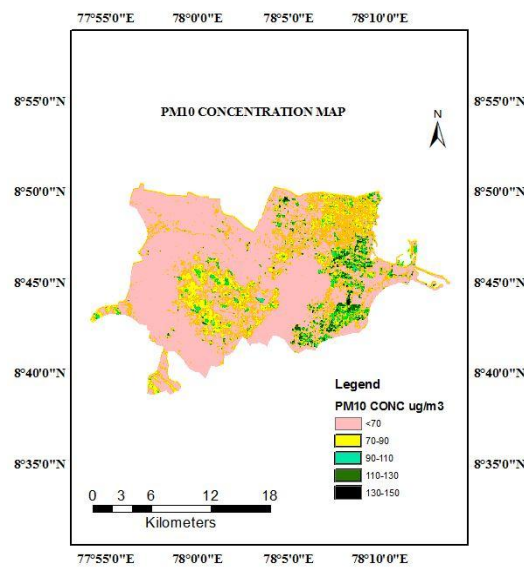 77°55'0"E 78°0'0"E 78°5'0"E 78°10'0"E
8°55'0"N 8°55'0"N
PM10 CONCENTRATION MAP
N
8°50'0"N 8°50'0"N
8°45'0"N 8°45'0"N
8°40'0"N 8°40'0"N
Legend
PM10 CONC ug/m3
<70
70-90
90-110
110-130
130-150
8°35'0"N 8°35'0"N
0 3 6 12 18
Kilometers
77°55'0"E 78°0'0"E 78°5'0"E 78°10'0"E